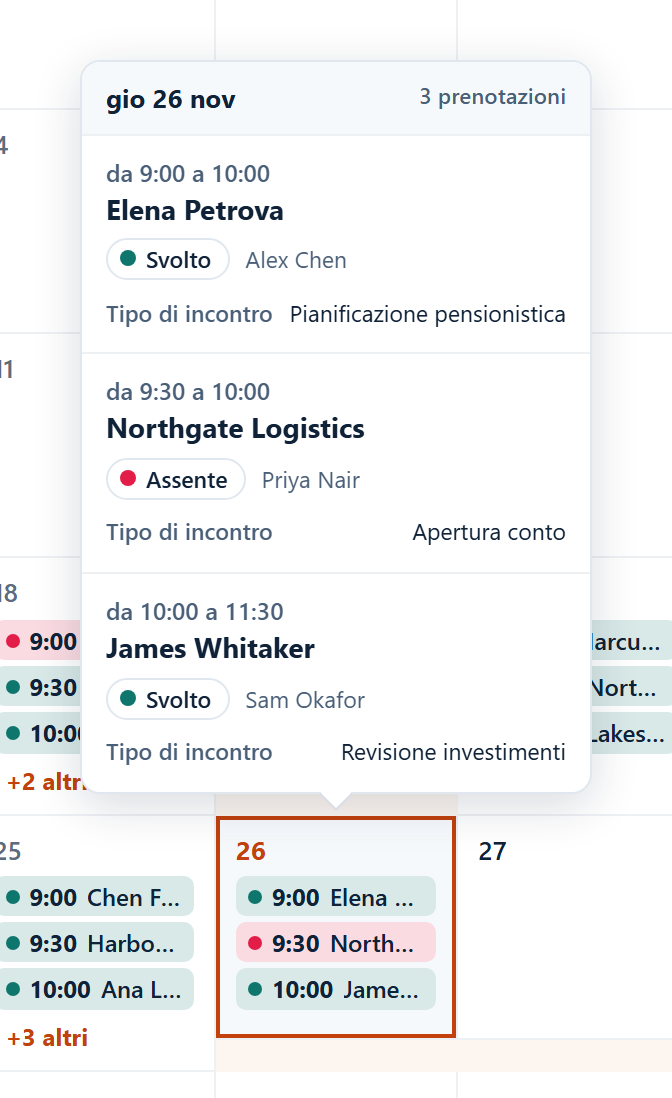 gio 26 nov 3 prenotazioni
da 9:00 a 10:00
Elena Petrova
Svolto Alex Chen
Tipo di incontro Pianificazione pensionistica
da 9:30 a 10:00
Northgate Logistics
Assente Priya Nair
Tipo di incontro Apertura conto
da 10:00 a 11:30
James Whitaker
Svolto Sam Okafor
Tipo di incontro Revisione investimenti
4
11
18
9:00
9:30 Nort...
10:00
+2 altri
25 26 27
9:00 Chen F... 9:00 Elena ...
9:30 Harbo... 9:30 North...
10:00 Ana L... 10:00 Jame...
+3 altri